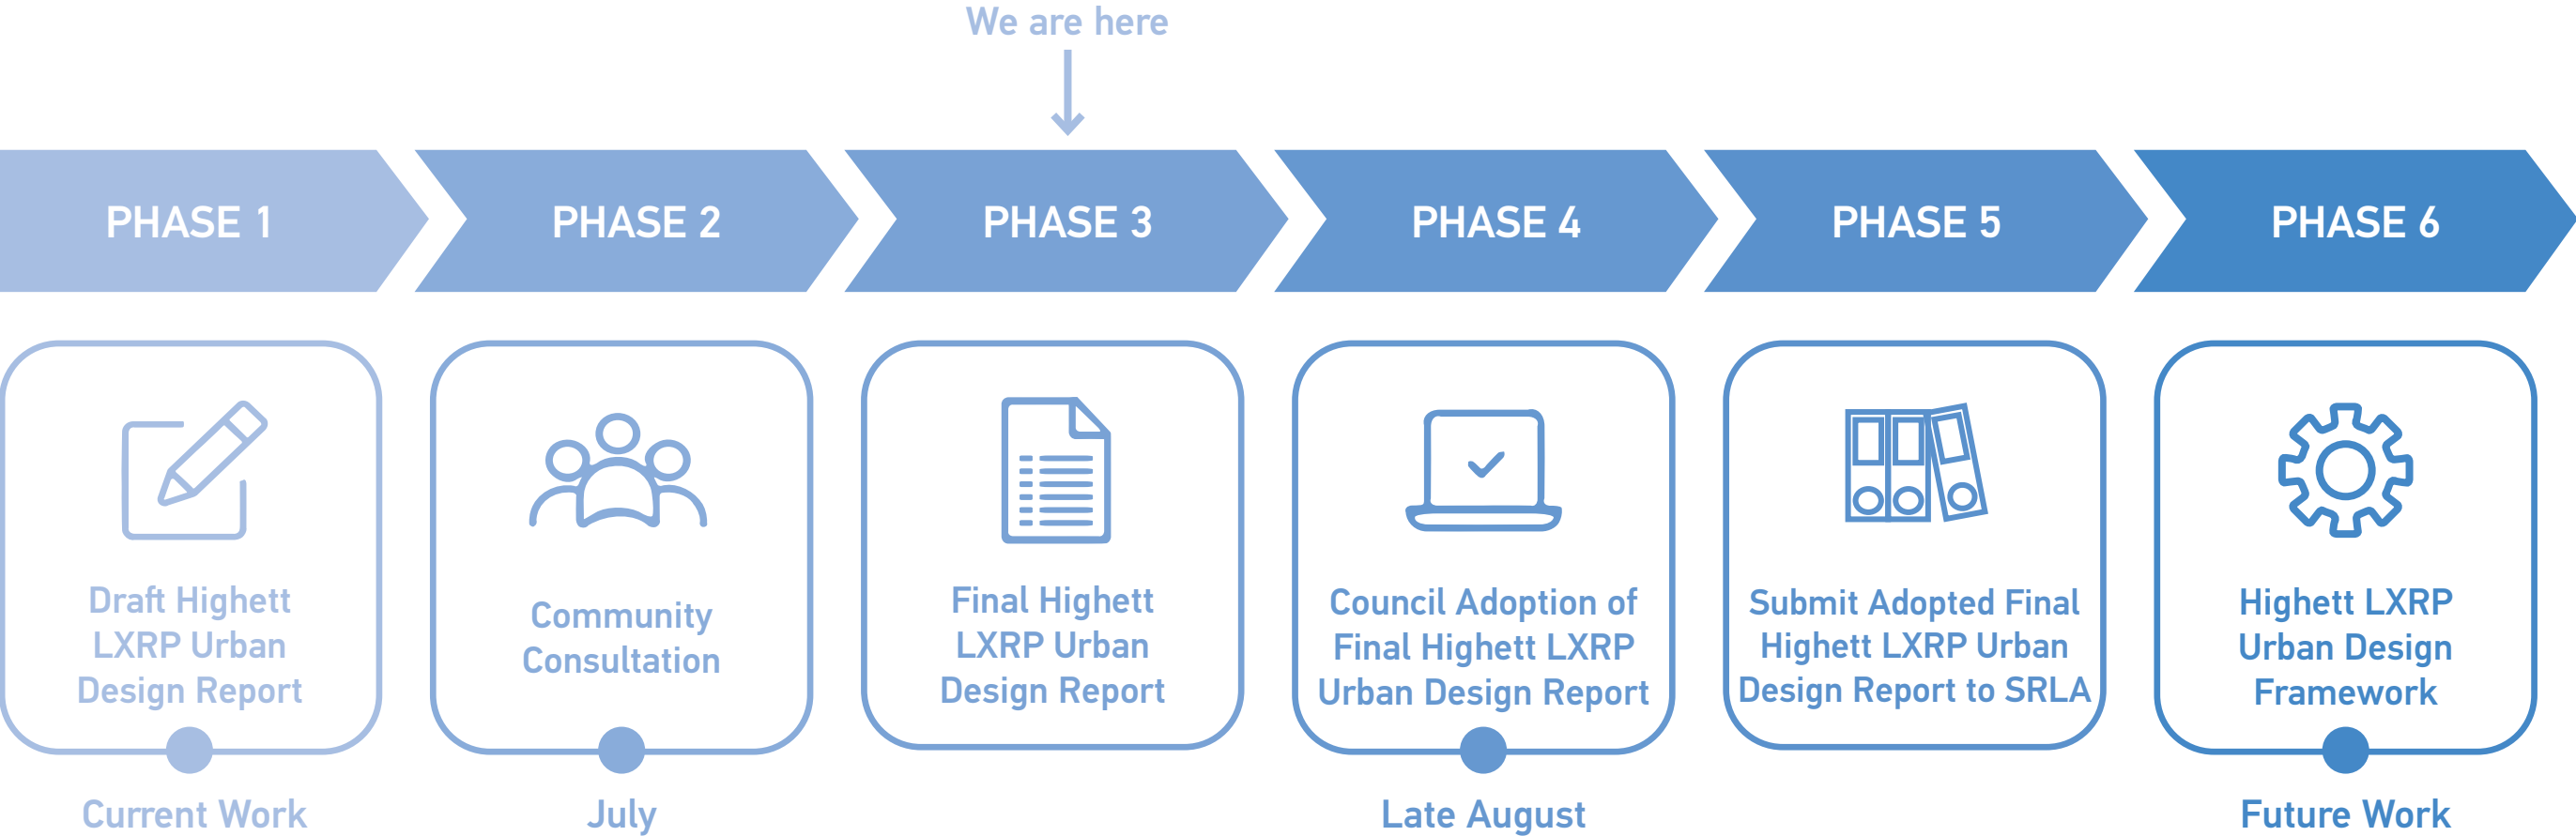 We are here
PHASE 1
PHASE 2
PHASE 3
PHASE 4
PHASE 5
PHASE 6
Draft Highett
LXRP Urban
Design Report
Current Work
Community
Consultation
July
Final Highett
LXRP Urban
Design Report
Council Adoption of
Final Highett LXRP
Urban Design Report
Late August
Submit Adopted Final
Highett LXRP Urban
Design Report to SRLA
Highett LXRP
Urban Design
Framework
Future Work